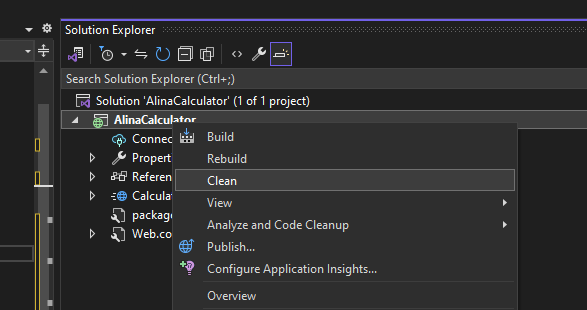 Solution Explorer
Search Solution Explorer (Ctrl+;)
Solution 'AlinaCalculator' (1 of 1 project)
AlinaCalculator
Connec
Build
Propert
Rebuild
Referen
Clean
Calcula
View
package
Analyze and Code Cleanup
Web.co
Publish...
Configure Application Insights...
Overview